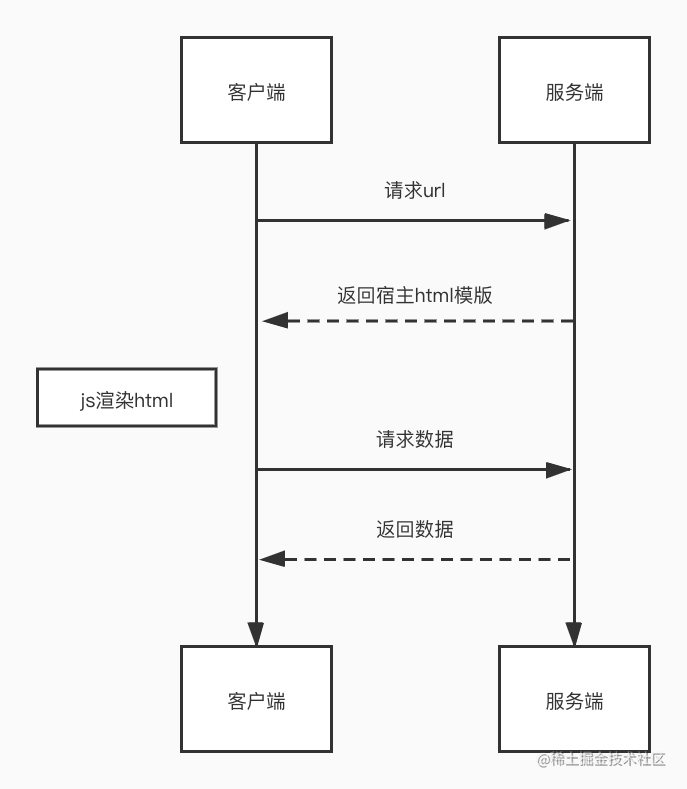 客户端
服务端
请求url
返回宿主html模版
js渲染html
请求数据
返回数据
客户端
服务端
@稀土掘金技术社区